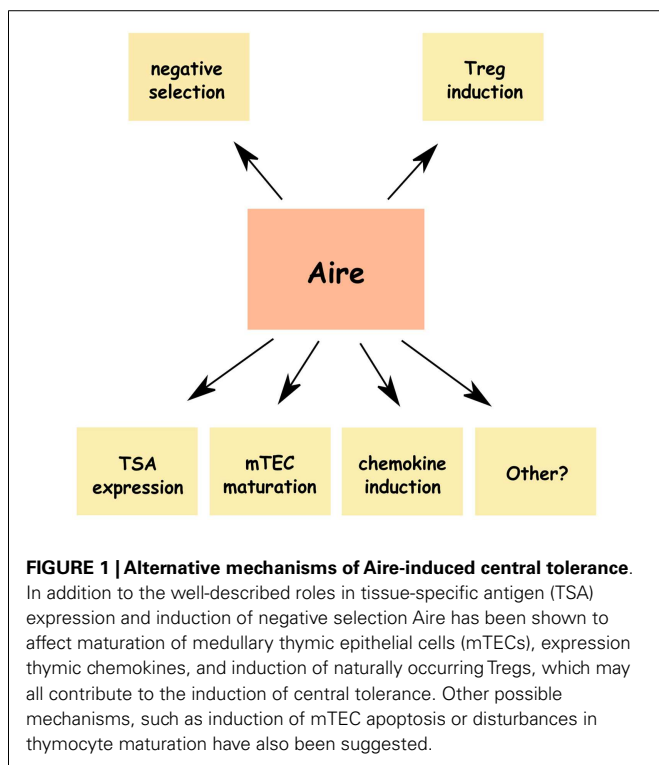 negative
selection
Treg
induction
Aire
TSA
expression
mTEC
maturation
chemokine
induction
Other?
FIGURE 1 | Alternative mechanisms of Aire-induced central tolerance.
In addition to the well-described roles in tissue-specific antigen (TSA)
expression and induction of negative selection Aire has been shown to
affect maturation of medullary thymic epithelial cells (mTECs), expression
thymic chemokines, and induction of naturally occurring Tregs, which may
all contribute to the induction of central tolerance. Other possible
mechanisms, such as induction of mTEC apoptosis or disturbances in
thymocyte maturation have also been suggested.